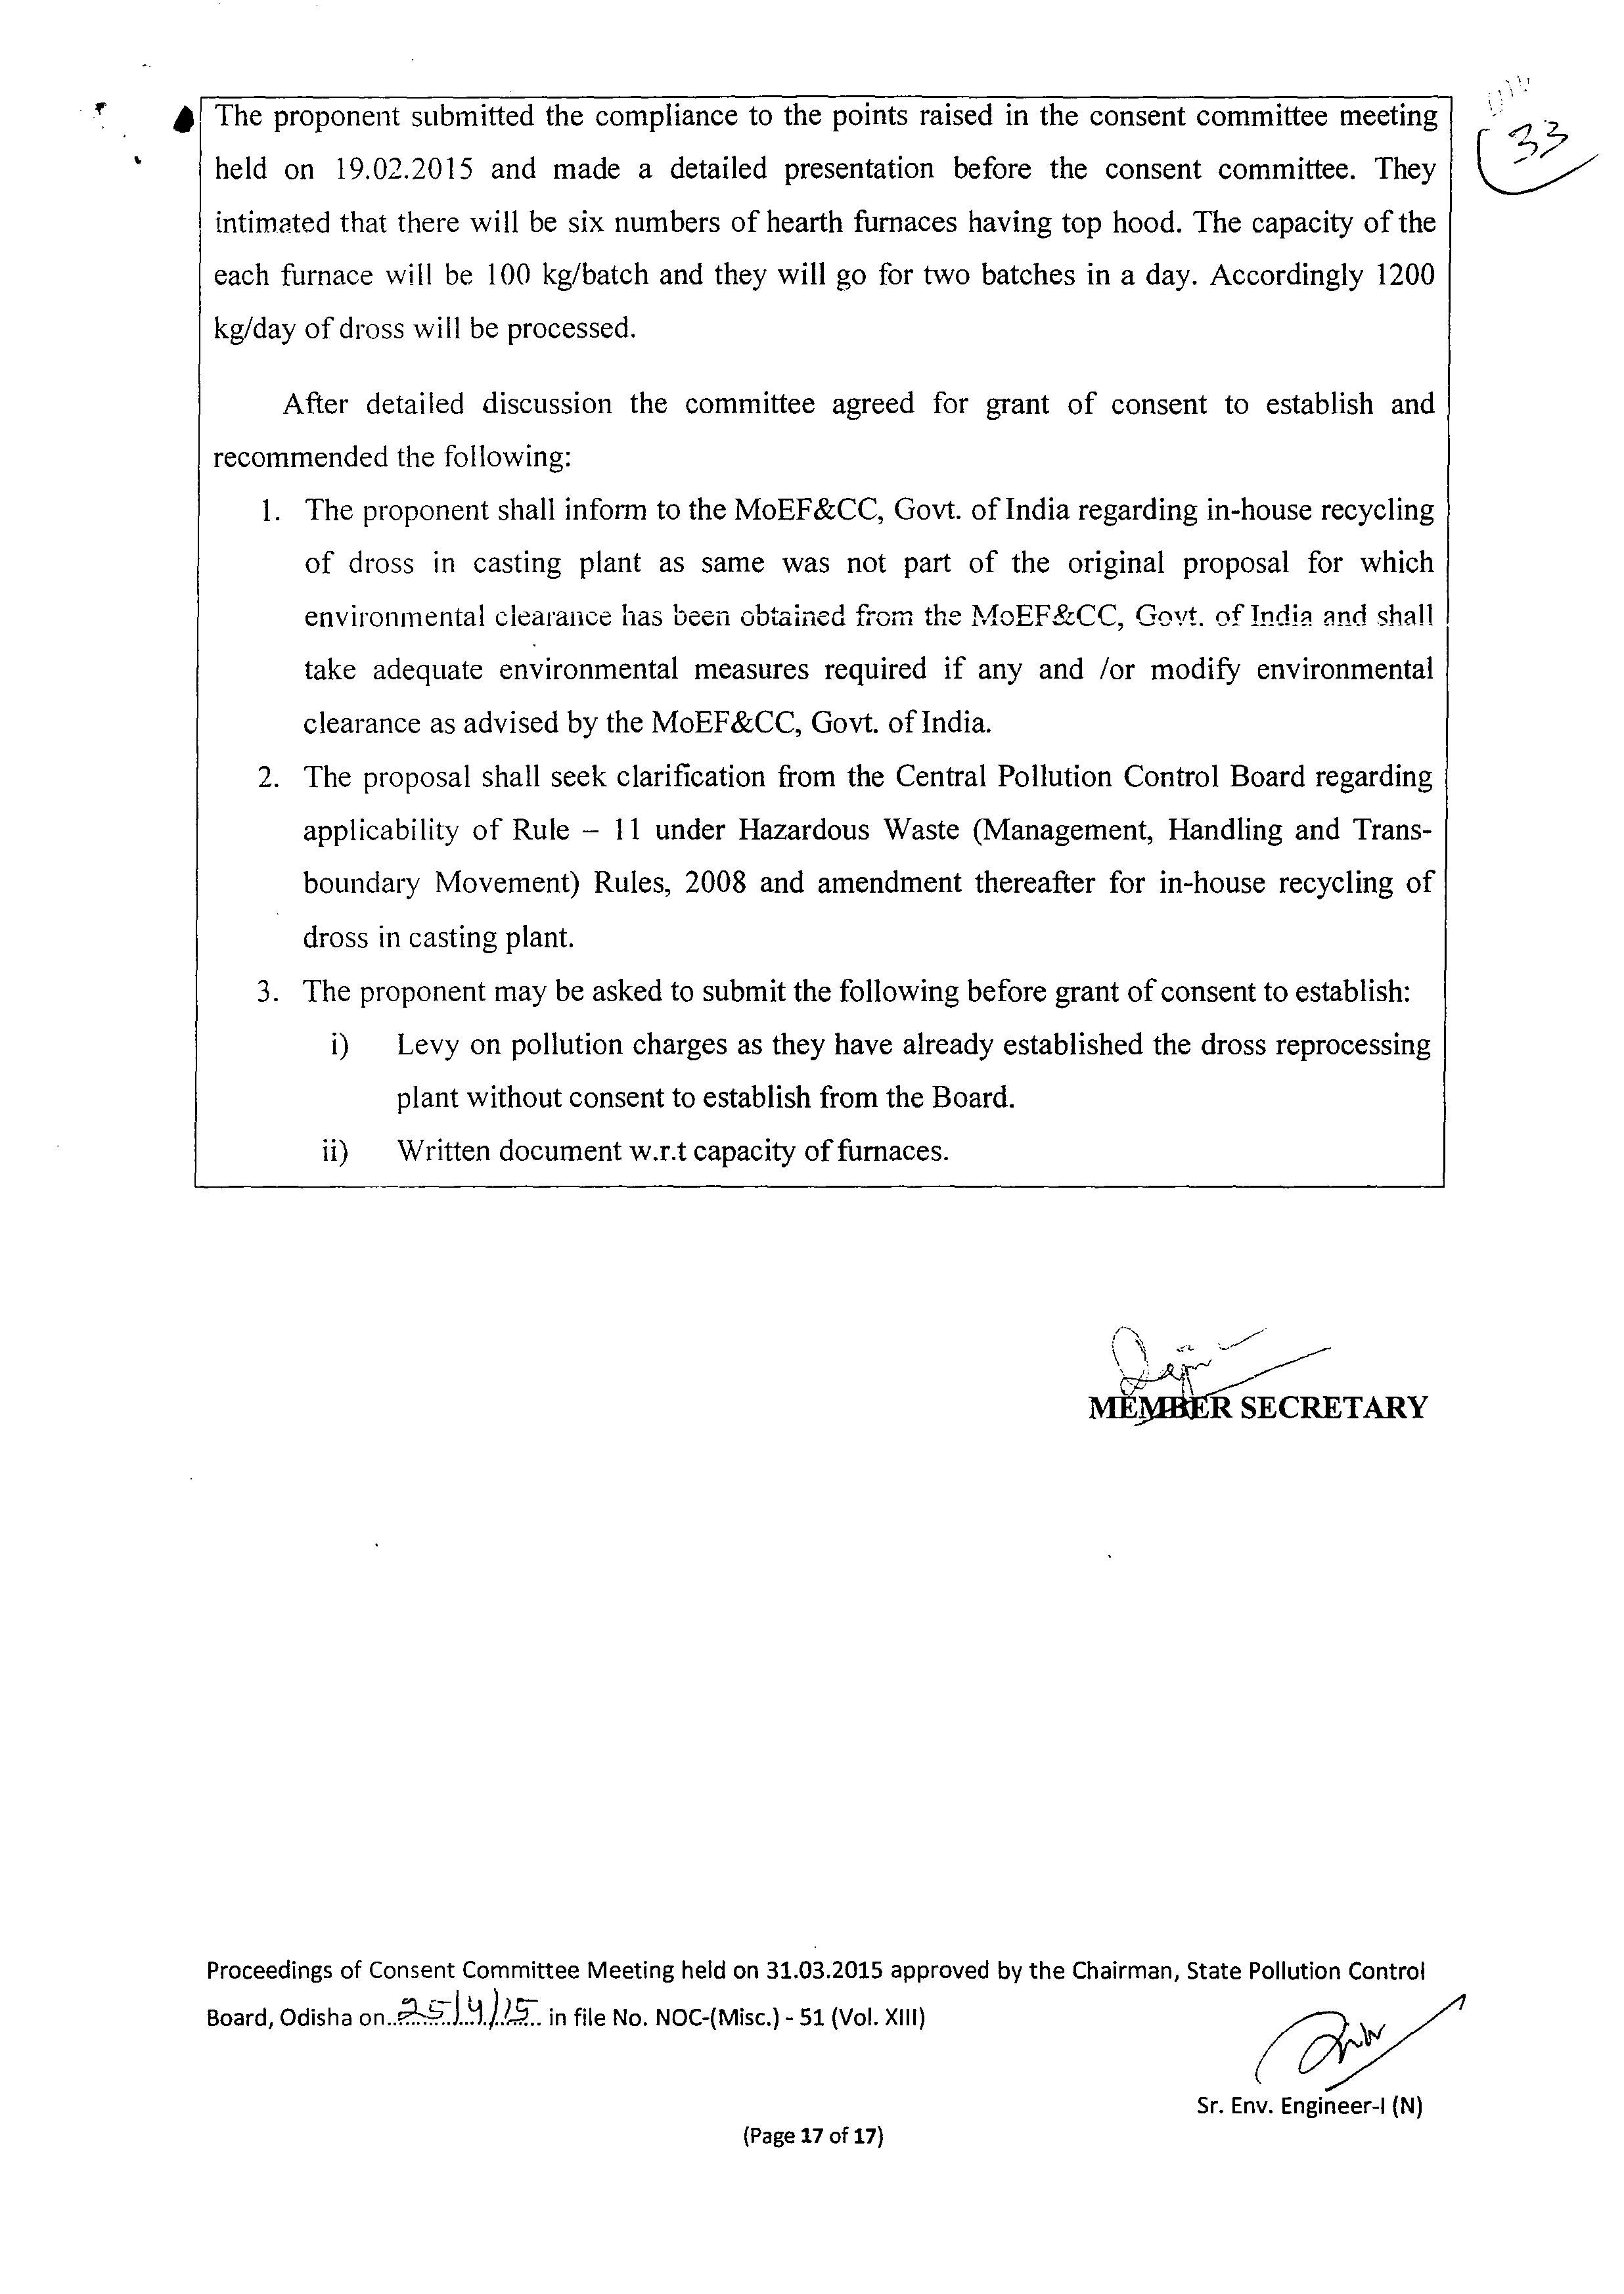 33
The proponent submitted the compliance to the points raised in the consent committee meeting
held on 19.02.2015 and made a detailed presentation before the consent committee. They
intimated that there will be six numbers of hearth furnaces having top hood. The capacity of the
each furnace will be 100 kg/batch and they will go for two batches in a day. Accordingly 1200
kg/day of dross will be processed.
After detailed discussion the committee agreed for grant of consent to establish and
recommended the following:
1. The proponent shall inform to the MoEF&CC, Govt. of India regarding in-house recycling
of dross in casting plant as same was not part of the original proposal for which
environmental clearance has been obtained from the MoEF&CC, Govt. of India and shall
take adequate environmental measures required if any and /or modify environmental
clearance as advised by the MoEF&CC, Govt. of India.
2. The proposal shall seek clarification from the Central Pollution Control Board regarding
applicability of Rule – 11 under Hazardous Waste (Management, Handling and Trans-
boundary Movement) Rules, 2008 and amendment thereafter for in-house recycling of
dross in casting plant.
3. The proponent may be asked to submit the following before grant of consent to establish:
i) Levy on pollution charges as they have already established the dross reprocessing
plant without consent to establish from the Board.
ii) Written document w.r.t capacity of furnaces.
MEMBER SECRETARY
Proceedings of Consent Committee Meeting held on 31.03.2015 approved by the Chairman, State Pollution Control
Board, Odisha on..25/4/15.. in file No. NOC-(Misc.) - 51 (Vol. XIII)
Sr. Env. Engineer-I (N)
(Page 17 of 17)